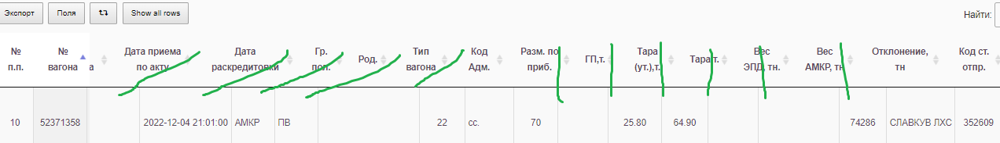 Экспорт Поля Show all rows Найти:
№ п.п. № вагона а Дата приема по акту Дата раскредитовки Гр. пол. Род. Тип вагона Код Адм. Разм. по приб. ГП,т. Тара (ут.),т. Тара т. Вес ЭПД, тн. Вес АМКР, тн Отклонение, тн Код ст. отпр.
10 52371358 2022-12-04 21:01:00 АМКР ПВ 22 сс. 70 25.80 64.90 74286 СЛАВКУВ ЛХС 352609